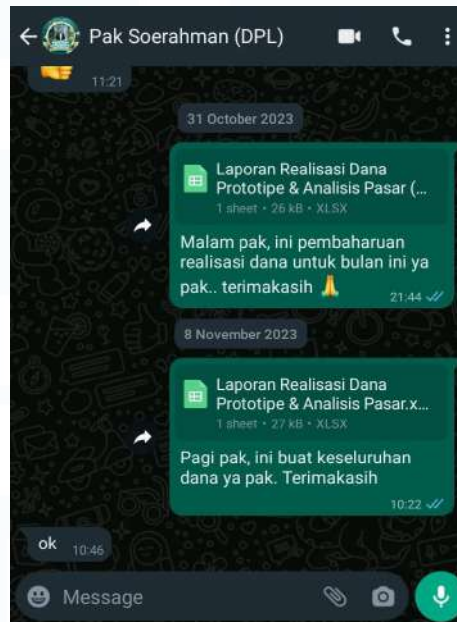 Pak Soerahman (DPL)
11:21
31 October 2023
Laporan Realisasi Dana
Prototipe & Analisis Pasar (...
1 sheet • 26 kB • XLSX
Malam pak, ini pembaharuan
realisasi dana untuk bulan ini ya
pak.. terimakasih 🙏
21:44
8 November 2023
Laporan Realisasi Dana
Prototipe & Analisis Pasar.x...
1 sheet • 27 kB • XLSX
Pagi pak, ini buat keseluruhan
dana ya pak. Terimakasih
10:22
ok 10:46
Message